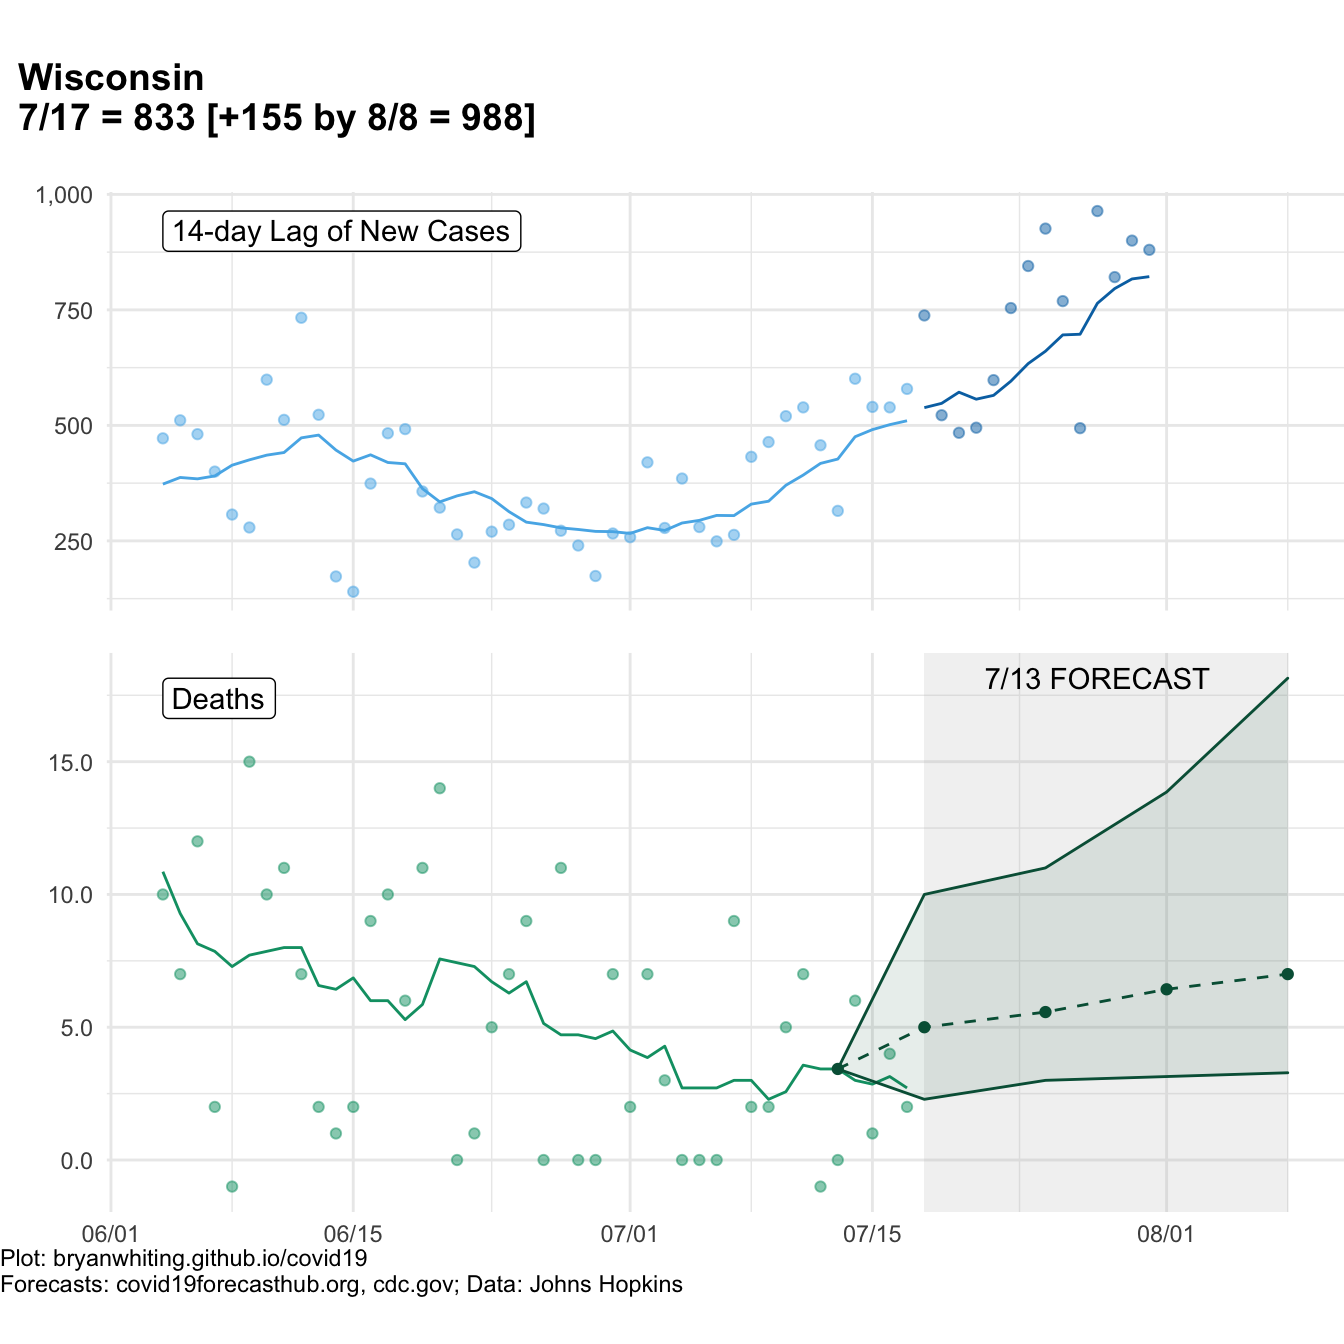 Wisconsin
7/17 = 833 [+155 by 8/8 = 988]
1,000
14-day Lag of New Cases
750
500
250
7/13 FORECAST
Deaths
15.0
10.0
5.0
0.0
06/01 06/15 07/01 07/15 08/01
Plot: bryanwhiting.github.io/covid19
Forecasts: covid19forecasthub.org, cdc.gov; Data: Johns Hopkins